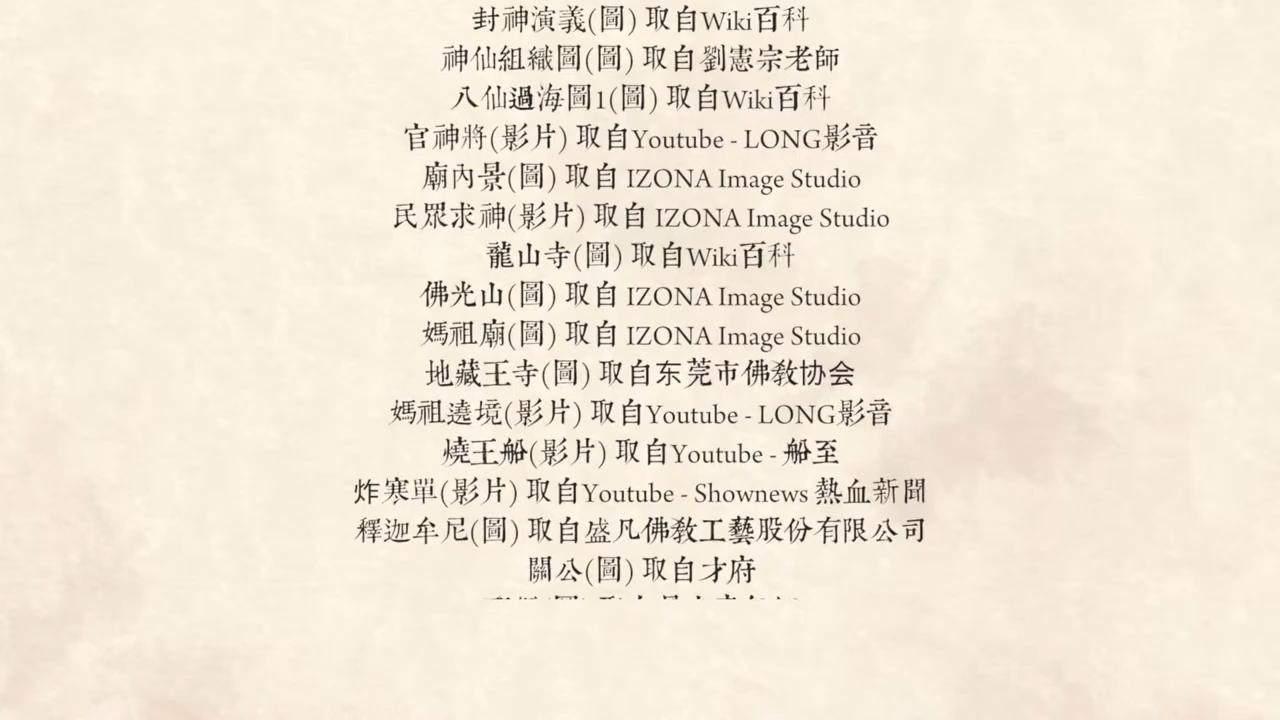 封神演義(圖) 取自Wiki百科
神仙組織圖(圖) 取自劉憲宗老師
八仙過海圖1(圖) 取自Wiki百科
官神將(影片) 取自Youtube - LONG影音
廟內景(圖) 取自 IZONA Image Studio
民眾求神(影片) 取自 IZONA Image Studio
龍山寺(圖) 取自Wiki百科
佛光山(圖) 取自 IZONA Image Studio
媽祖廟(圖) 取自 IZONA Image Studio
地藏王寺(圖) 取自东莞市佛教协会
媽祖遶境(影片) 取自Youtube - LONG影音
燒王船(影片) 取自Youtube - 船至
炸寒單(影片) 取自Youtube - Shownews 熱血新聞
釋迦牟尼(圖) 取自盛凡佛教工藝股份有限公司
關公(圖) 取自才府